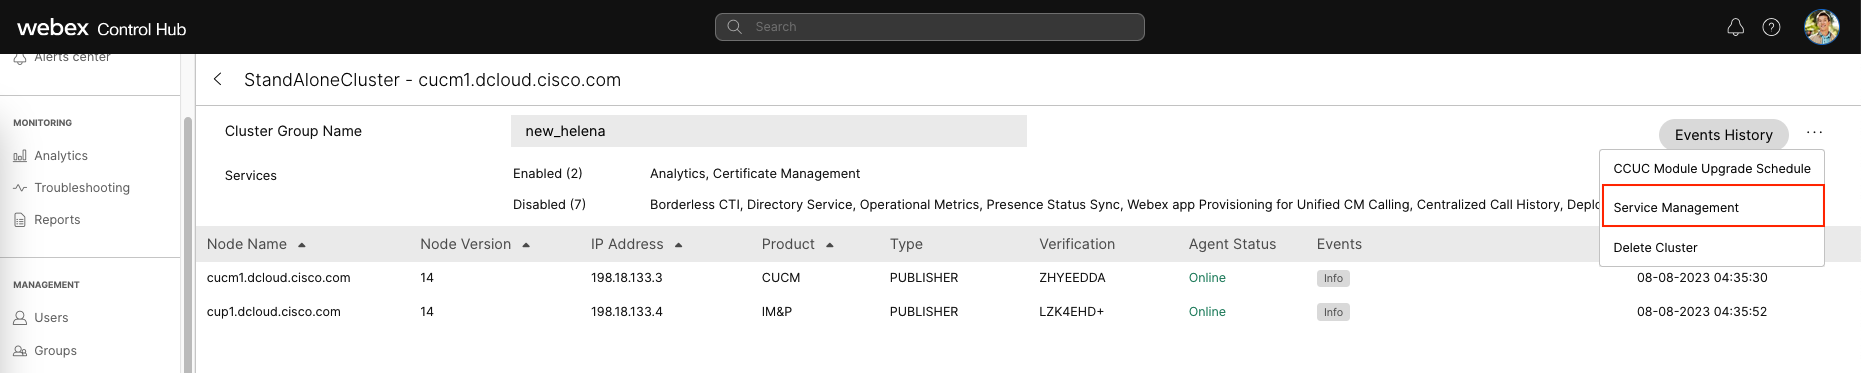 webex Control Hub
Search
Alerts center
StandAloneCluster - cucm1.dcloud.cisco.com
MONITORING
Analytics
Troubleshooting
Reports
MANAGEMENT
Users
Groups
Cluster Group Name new_helena
Events History ...
Services Enabled (2) Analytics, Certificate Management
Disabled (7) Borderless CTI, Directory Service, Operational Metrics, Presence Status Sync, Webex app Provisioning for Unified CM Calling, Centralized Call History, Deplo
CCUC Module Upgrade Schedule
Service Management
Delete Cluster
Node Name Node Version IP Address Product Type Verification Agent Status Events
cucm1.dcloud.cisco.com 14 198.18.133.3 CUCM PUBLISHER ZHYEEDDA Online Info 08-08-2023 04:35:30
cup1.dcloud.cisco.com 14 198.18.133.4 IM&P PUBLISHER LZK4EHD+ Online Info 08-08-2023 04:35:52